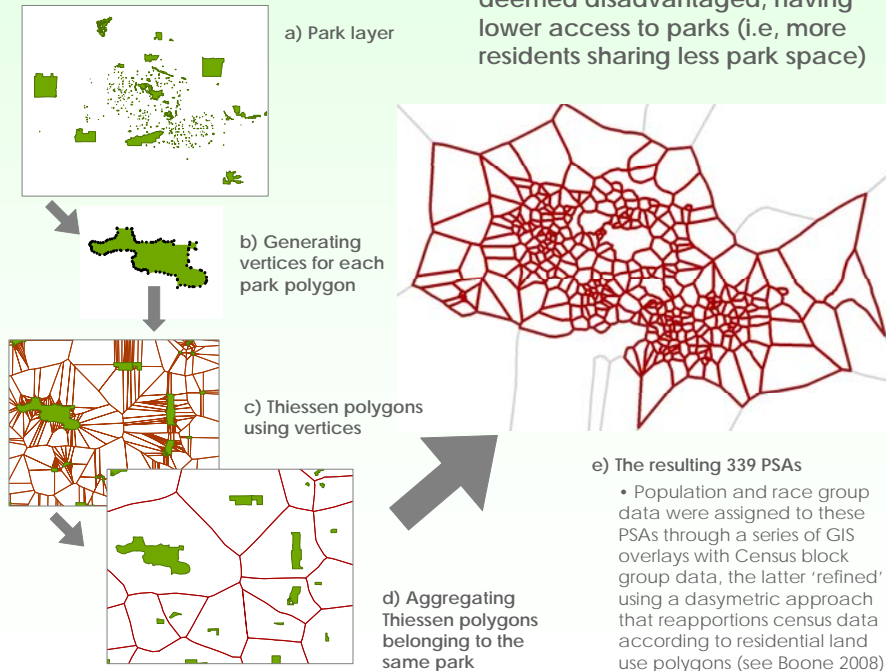 deemed disadvantaged, having
lower access to parks (i.e, more
residents sharing less park space)
a) Park layer
b) Generating
vertices for each
park polygon
c) Thiessen polygons
using vertices
d) Aggregating
Thiessen polygons
belonging to the
same park
e) The resulting 339 PSAs
• Population and race group
data were assigned to these
PSAs through a series of GIS
overlays with Census block
group data, the latter ‘refined’
using a dasymetric approach
that reapportions census data
according to residential land
use polygons (see Boone 2008)